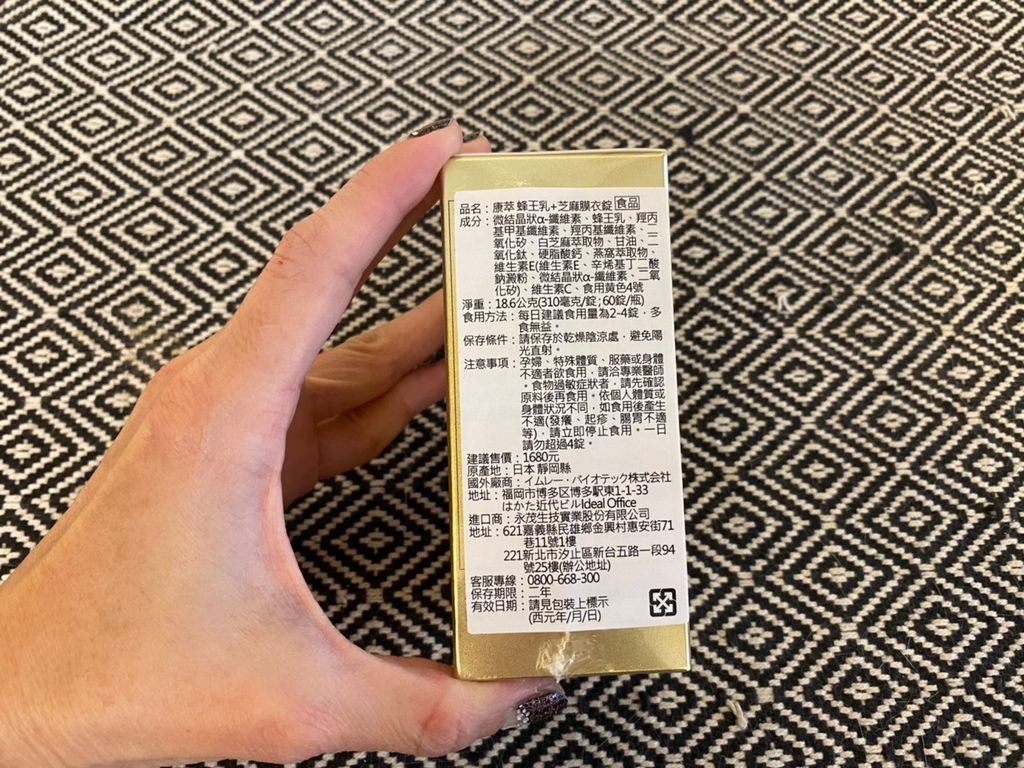 品名：康萃 蜂王乳+芝麻膜衣錠 食品
成分：微結晶狀α-纖維素、蜂王乳、羥丙
基甲基纖維素、羥丙基纖維素、二
氧化矽、白芝麻萃取物、甘油、二
氧化鈦、硬脂酸鈣、燕窩萃取物、
維生素E(維生素E、辛烯基丁二酸
鈉澱粉、微結晶狀α-纖維素、二氧
化矽)、維生素C、食用黄色4號
淨重：18.6公克(310毫克/錠; 60錠/瓶)
食用方法：每日建議食用量為2-4錠，多
食無益。
保存條件：請保存於乾燥陰涼處，避免陽
光直射。
注意事項：孕婦、特殊體質、服藥或身體
不適者欲食用，請洽專業醫師
。食物過敏症狀者，請先確認
原料後再食用。依個人體質或
身體狀況不同，如食用後產生
不適(發癢、起疹、腸胃不適
等)，請立即停止食用。一日
請勿超過4錠。
建議售價：1680元
原產地：日本 靜岡縣
國外廠商：イムレー・バイオテック株式会社
地址：福岡市博多区博多駅東1-1-33
はかた近代ビルIdeal Office
進口商：永茂生技實業股份有限公司
地址：621嘉義縣民雄鄉金興村惠安街71
巷11號1樓
221新北市汐止區新台五路一段94
號25樓(辦公地址)
客服專線：0800-668-300
保存期限：二年
有效日期：請見包裝上標示
(西元年/月/日)